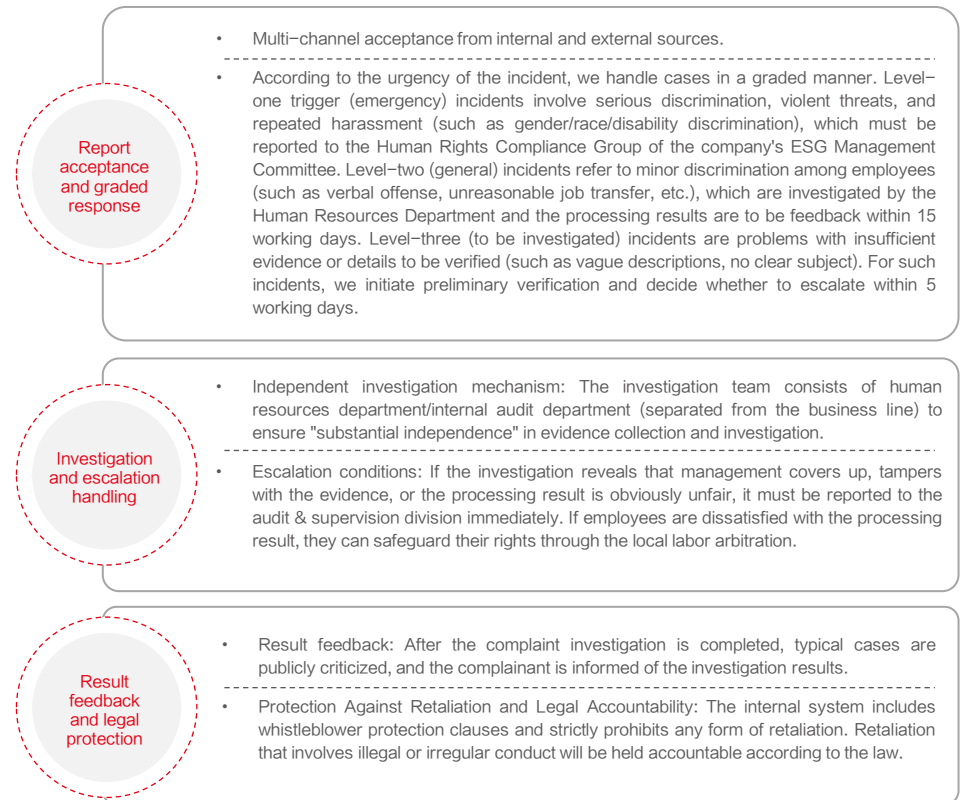 Report
acceptance
and graded
response
• Multi-channel acceptance from internal and external sources.
• According to the urgency of the incident, we handle cases in a graded manner. Level-
one trigger (emergency) incidents involve serious discrimination, violent threats, and
repeated harassment (such as gender/race/disability discrimination), which must be
reported to the Human Rights Compliance Group of the company's ESG Management
Committee. Level-two (general) incidents refer to minor discrimination among employees
(such as verbal offense, unreasonable job transfer, etc.), which are investigated by the
Human Resources Department and the processing results are to be feedback within 15
working days. Level-three (to be investigated) incidents are problems with insufficient
evidence or details to be verified (such as vague descriptions, no clear subject). For such
incidents, we initiate preliminary verification and decide whether to escalate within 5
working days.
Investigation
and escalation
handling
• Independent investigation mechanism: The investigation team consists of human
resources department/internal audit department (separated from the business line) to
ensure "substantial independence" in evidence collection and investigation.
• Escalation conditions: If the investigation reveals that management covers up, tampers
with the evidence, or the processing result is obviously unfair, it must be reported to the
audit & supervision division immediately. If employees are dissatisfied with the processing
result, they can safeguard their rights through the local labor arbitration.
Result
feedback
and legal
protection
• Result feedback: After the complaint investigation is completed, typical cases are
publicly criticized, and the complainant is informed of the investigation results.
• Protection Against Retaliation and Legal Accountability: The internal system includes
whistleblower protection clauses and strictly prohibits any form of retaliation. Retaliation
that involves illegal or irregular conduct will be held accountable according to the law.